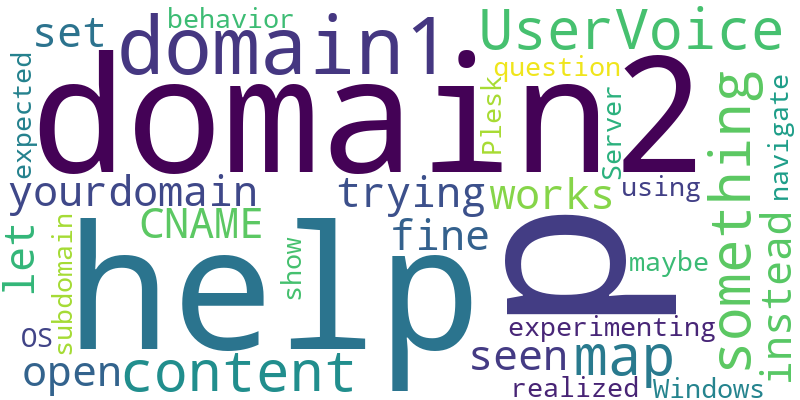 behavior
set
domain1
UserVoice
domain2
question
expected
Plesk
Server
something
navigate
yourdomain
trying
works
using
CNAME
fine
let
subdomain
help
show
p
maybe
instead
OS
experimenting
open
content
seen
map
realized
Windows